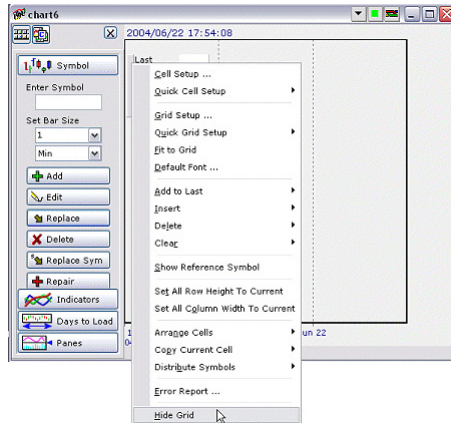 chart6
2004/06/22 17:54:08
Symbol
Enter Symbol
Set Bar Size
1
Min
Add
Edit
Replace
Delete
Replace Sym
Repair
Indicators
Days to Load
Panes
Last
Cell Setup ...
Quick Cell Setup
Grid Setup ...
Quick Grid Setup
Fit to Grid
Default Font ...
Add to Last
Insert
Delete
Clear
Show Reference Symbol
Set All Row Height To Current
Set All Column Width To Current
Arrange Cells
Copy Current Cell
Distribute Symbols
Error Report ...
Hide Grid
un 22